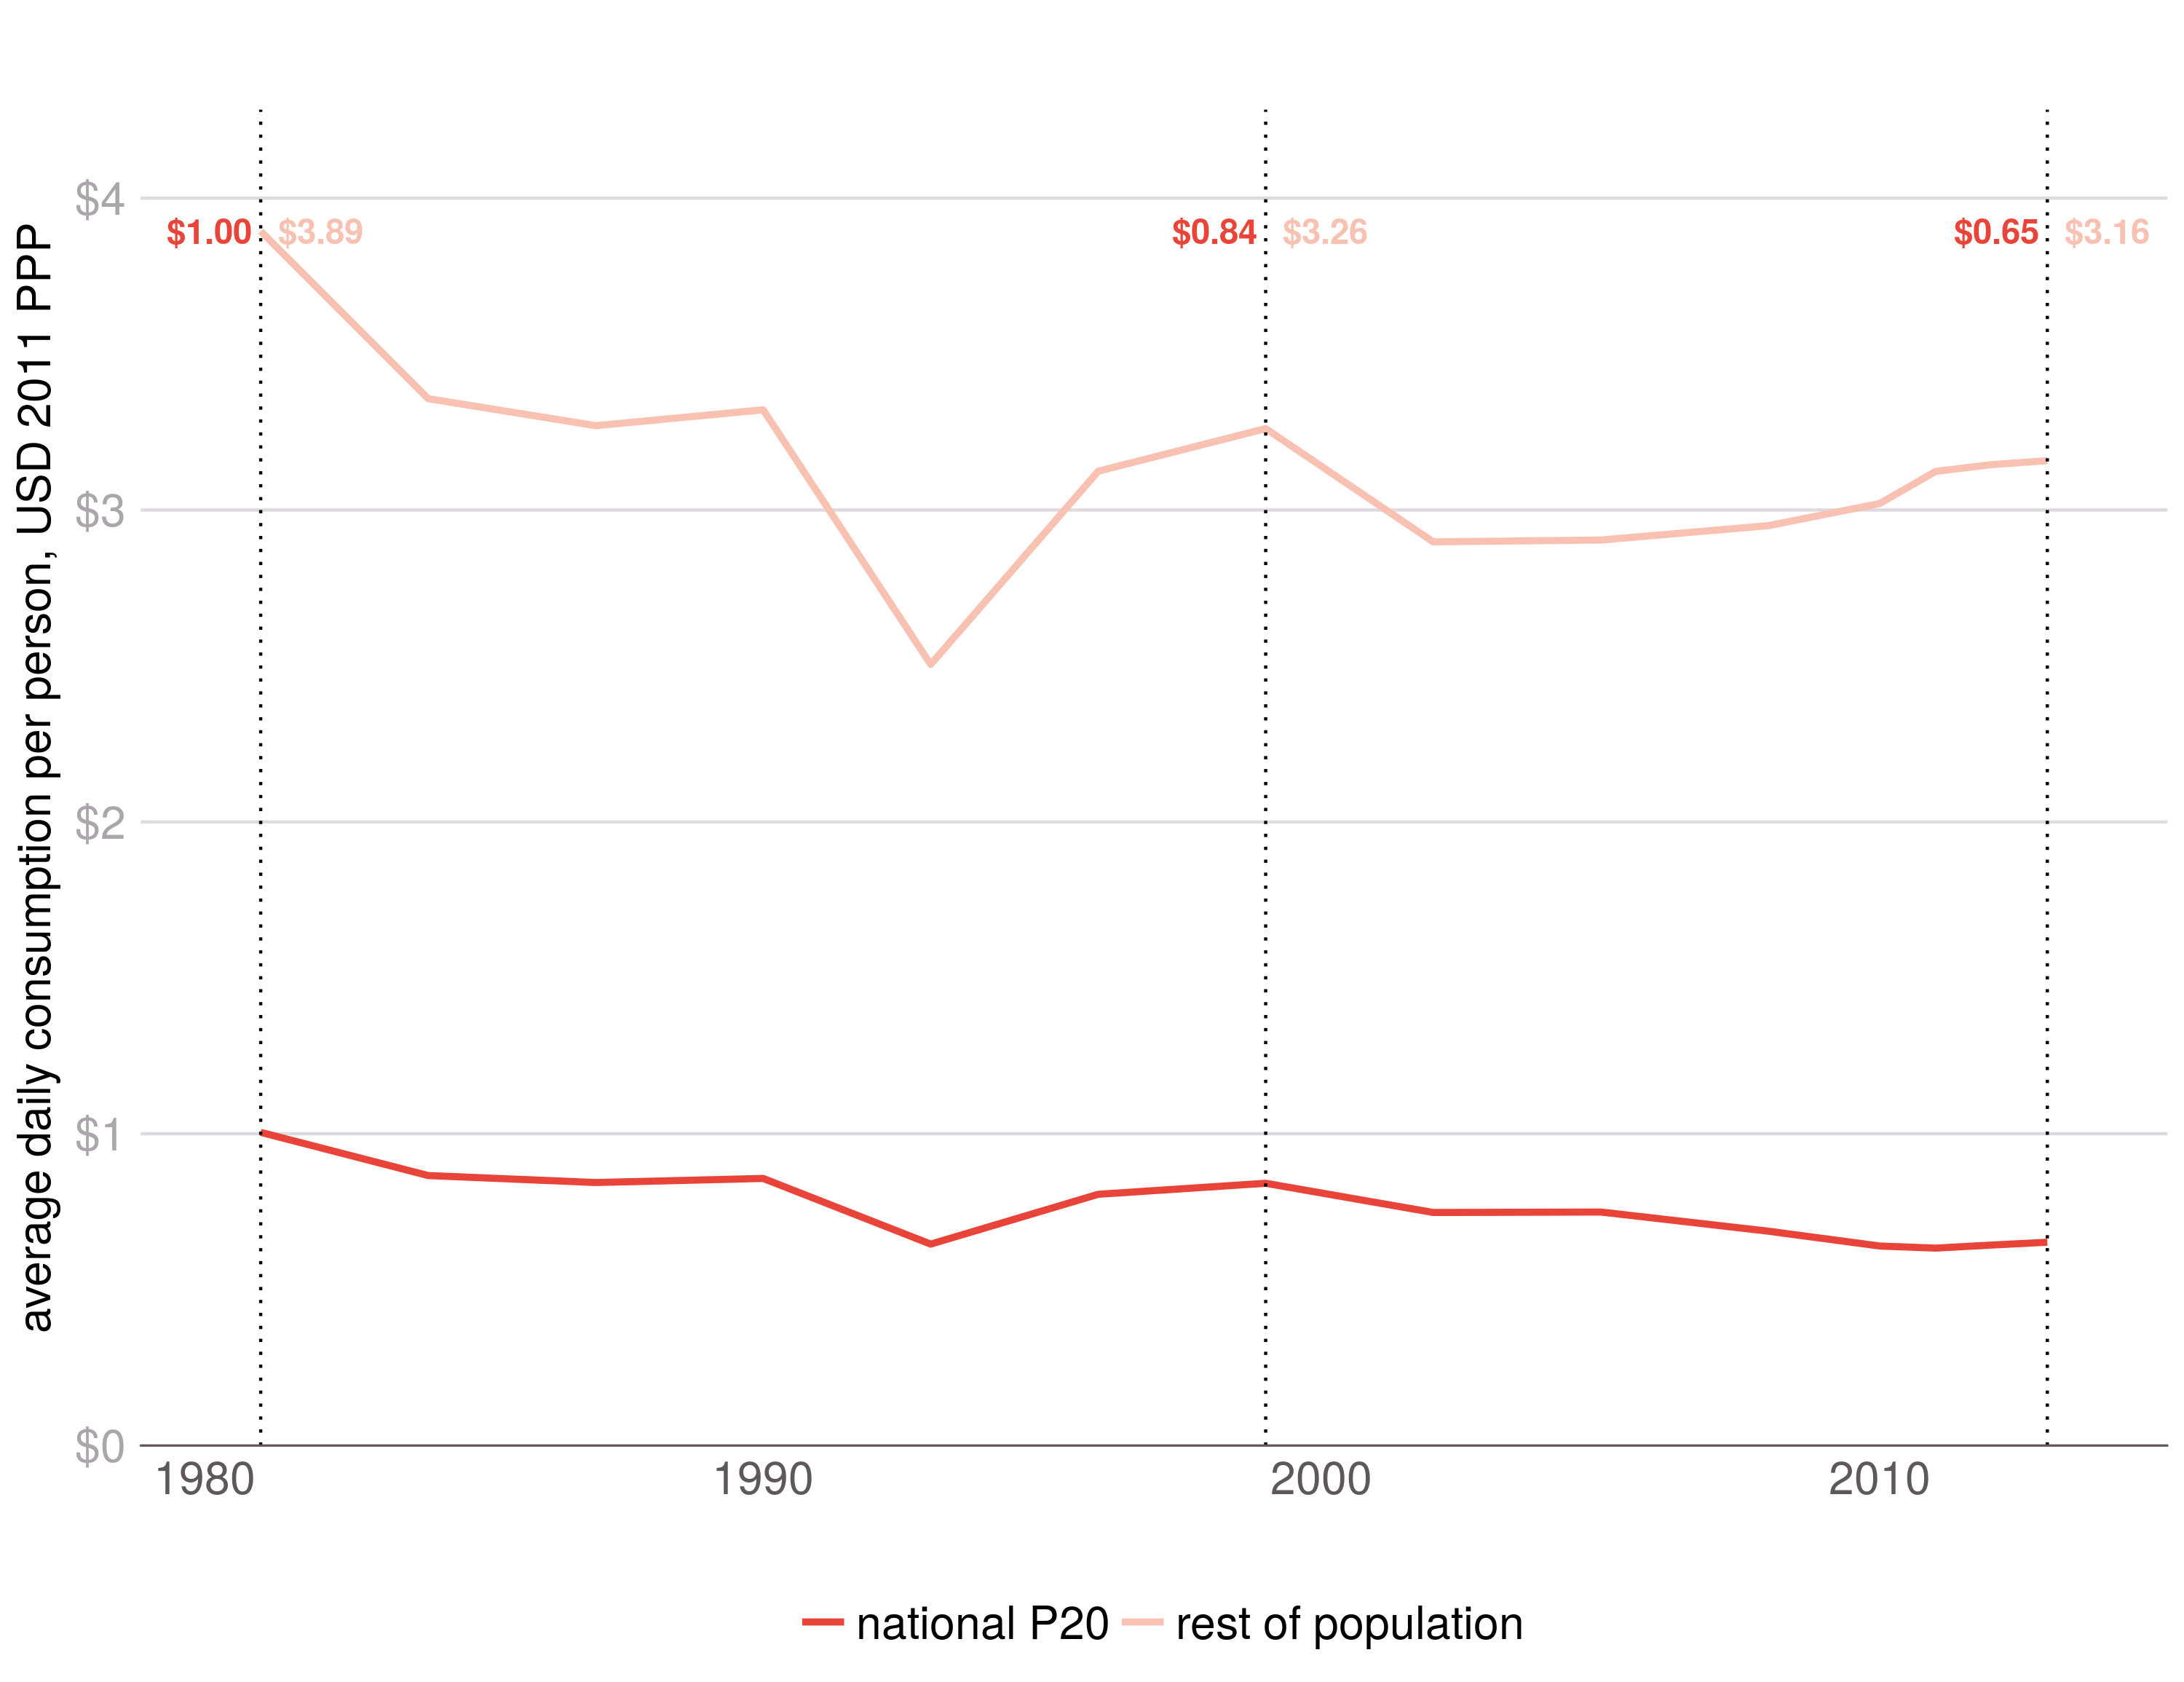 average daily consumption per person, USD 2011 PPP
$4
$1.00 $3.89 $0.84 $3.26 $0.65 $3.16
$3
$2
$1
$0
1980 1990 2000 2010
national P20 rest of population